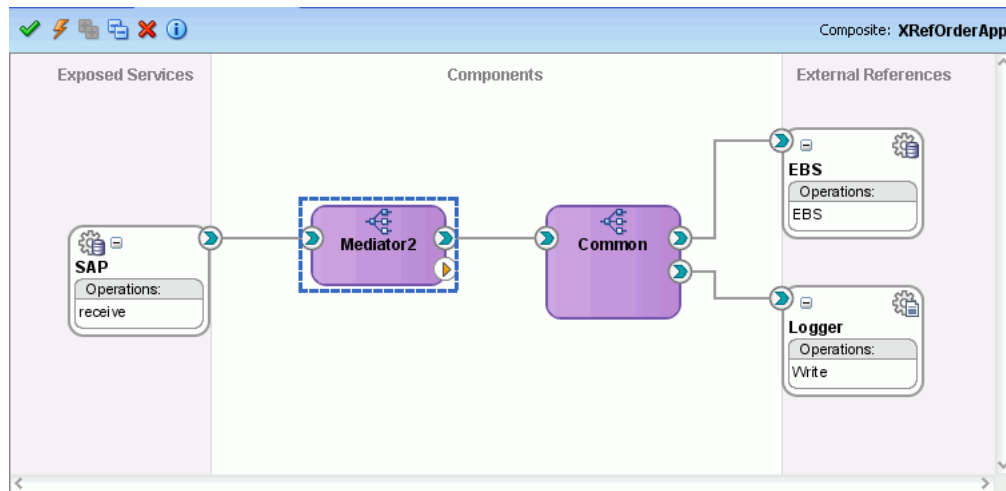 Composite: XRefOrderApp
Exposed Services
Components
External References
EBS
Operations:
EBS
Mediator2
Common
SAP
Operations:
receive
Logger
Operations:
Write